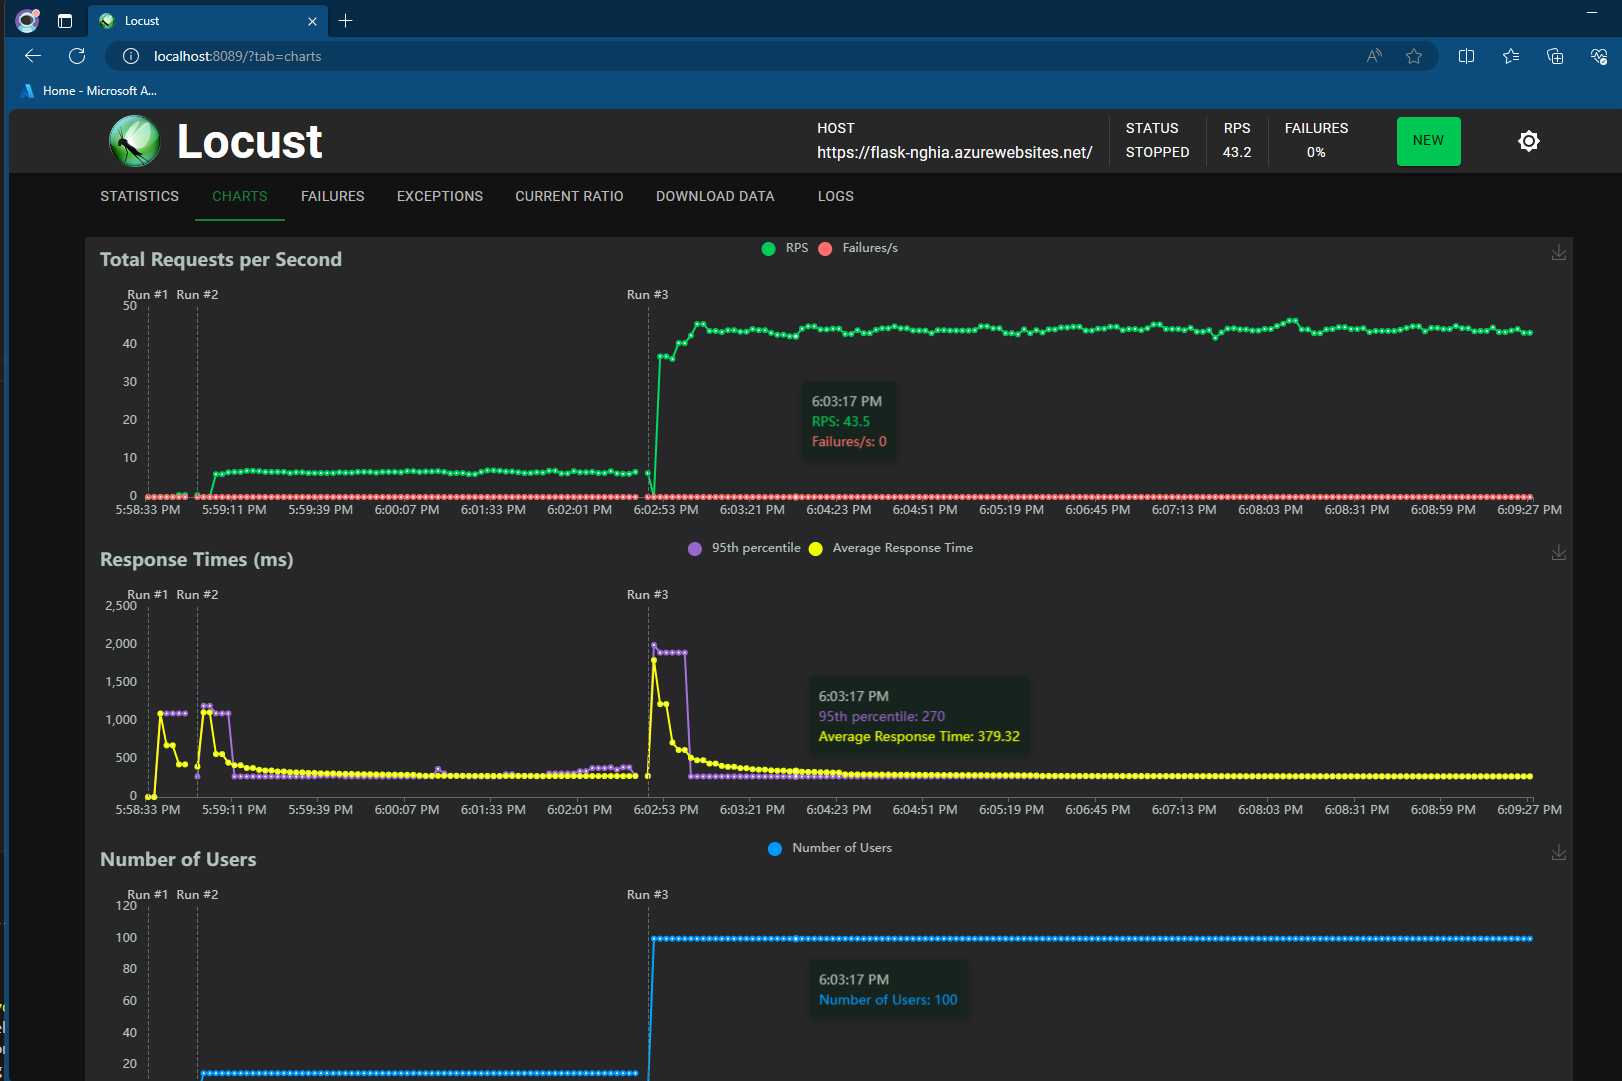 Locust
localhost:8089/?tab=charts
Home - Microsoft A...
Locust
HOST
https://flask-nghia.azurewebsites.net/
STATUS
STOPPED
RPS
43.2
FAILURES
0%
NEW
STATISTICS CHARTS FAILURES EXCEPTIONS CURRENT RATIO DOWNLOAD DATA LOGS
Total Requests per Second
RPS Failures/s
Run #1 Run #2 Run #3
50
40
30
20
10
0
6:03:17 PM
RPS: 43.5
Failures/s: 0
5:58:33 PM 5:59:11 PM 5:59:39 PM 6:00:07 PM 6:01:33 PM 6:02:01 PM 6:02:53 PM 6:03:21 PM 6:04:23 PM 6:04:51 PM 6:05:19 PM 6:06:45 PM 6:07:13 PM 6:08:03 PM 6:08:31 PM 6:08:59 PM 6:09:27 PM
Response Times (ms)
95th percentile Average Response Time
Run #1 Run #2 Run #3
2,500
2,000
1,500
1,000
500
0
6:03:17 PM
95th percentile: 270
Average Response Time: 379.32
5:58:33 PM 5:59:11 PM 5:59:39 PM 6:00:07 PM 6:01:33 PM 6:02:01 PM 6:02:53 PM 6:03:21 PM 6:04:23 PM 6:04:51 PM 6:05:19 PM 6:06:45 PM 6:07:13 PM 6:08:03 PM 6:08:31 PM 6:08:59 PM 6:09:27 PM
Number of Users
Number of Users
Run #1 Run #2 Run #3
120
100
80
60
40
20
6:03:17 PM
Number of Users: 100